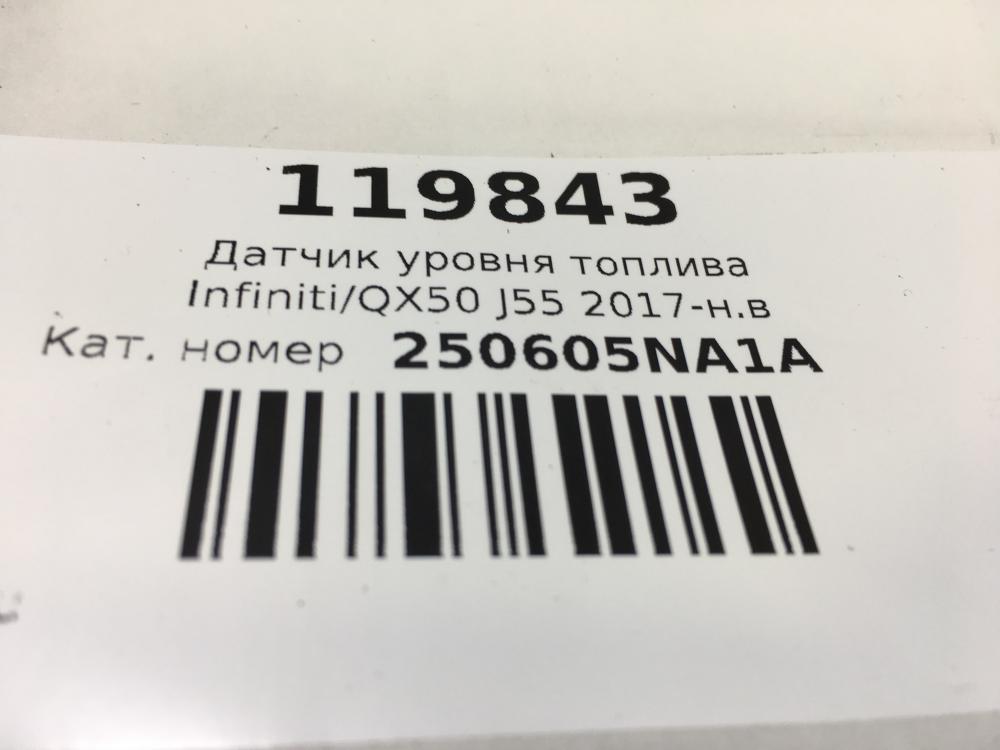 119843
Датчик уровня топлива
Infiniti/QX50 J55 2017-н.в
Кат. номер 250605NA1A